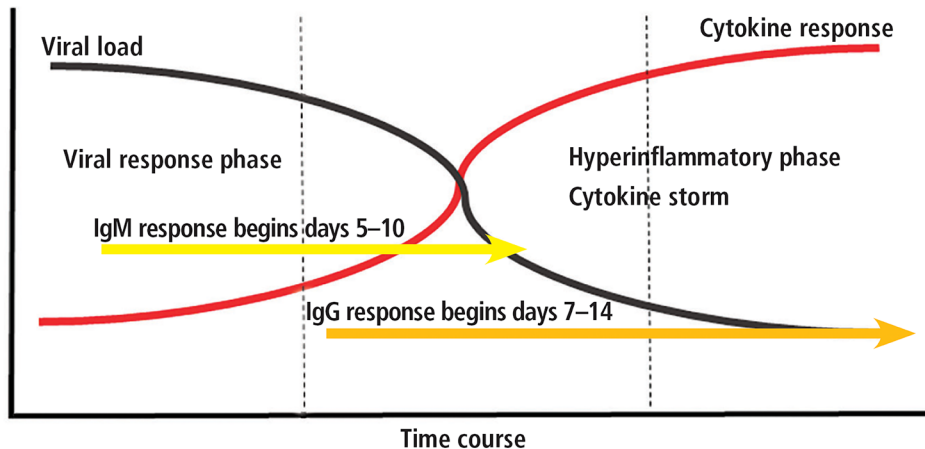 Viral load
Cytokine response
Viral response phase
Hyperinflammatory phase
Cytokine storm
IgM response begins days 5–10
IgG response begins days 7–14
Time course